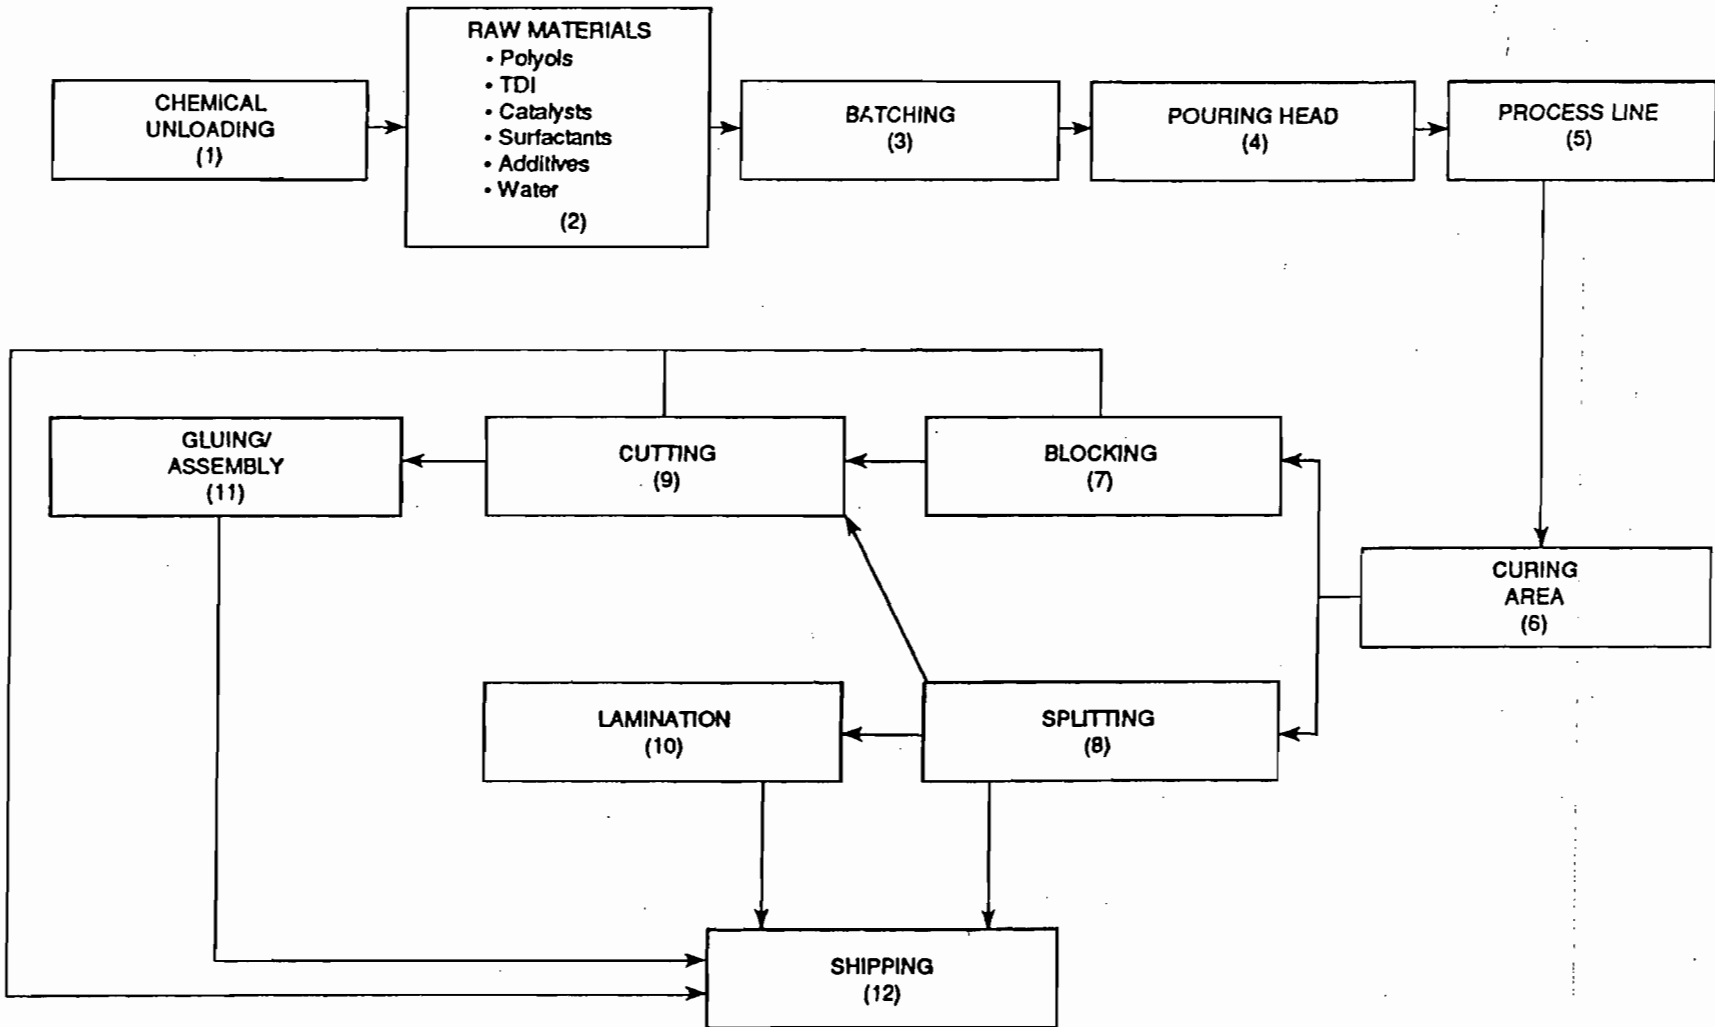 CHEMICAL
UNLOADING
(1)
RAW MATERIALS
• Polyols
• TDI
• Catalysts
• Surfactants
• Additives
• Water
(2)
BATCHING
(3)
POURING HEAD
(4)
PROCESS LINE
(5)
GLUING/
ASSEMBLY
(11)
CUTTING
(9)
BLOCKING
(7)
CURING
AREA
(6)
LAMINATION
(10)
SPLITTING
(8)
SHIPPING
(12)